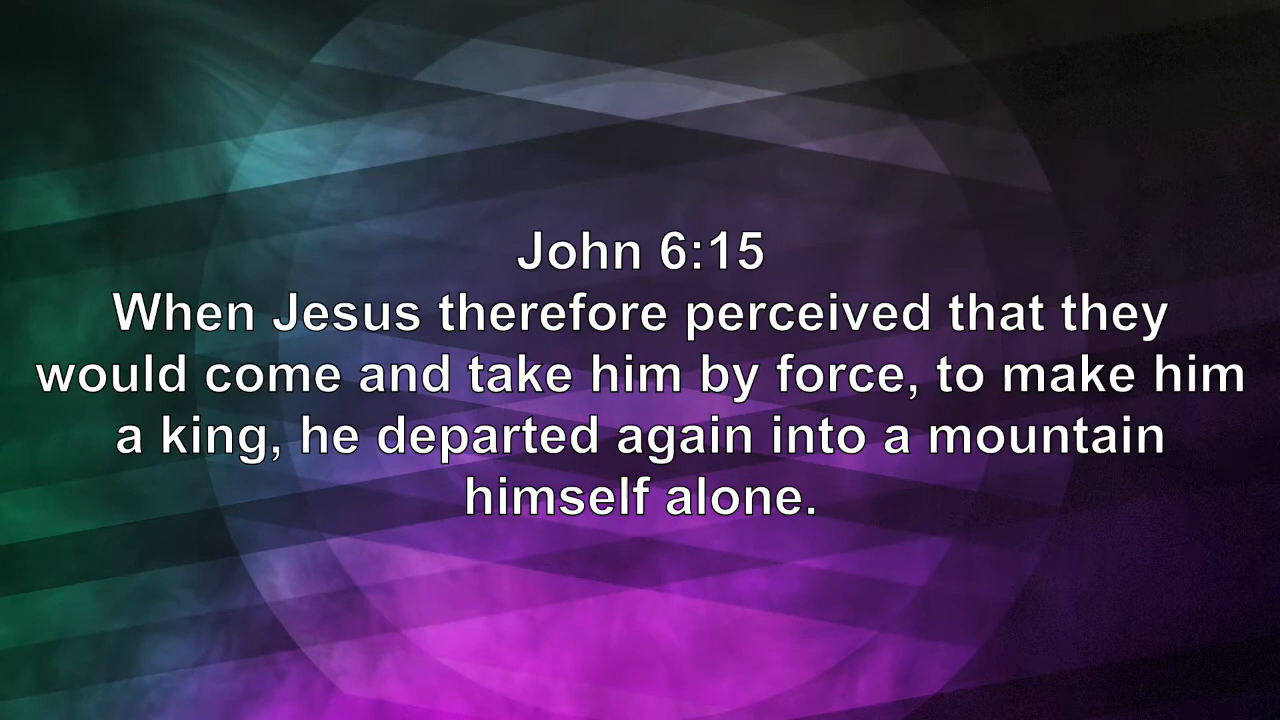 John 6:15
When Jesus therefore perceived that they
would come and take him by force, to make him
a king, he departed again into a mountain
himself alone.